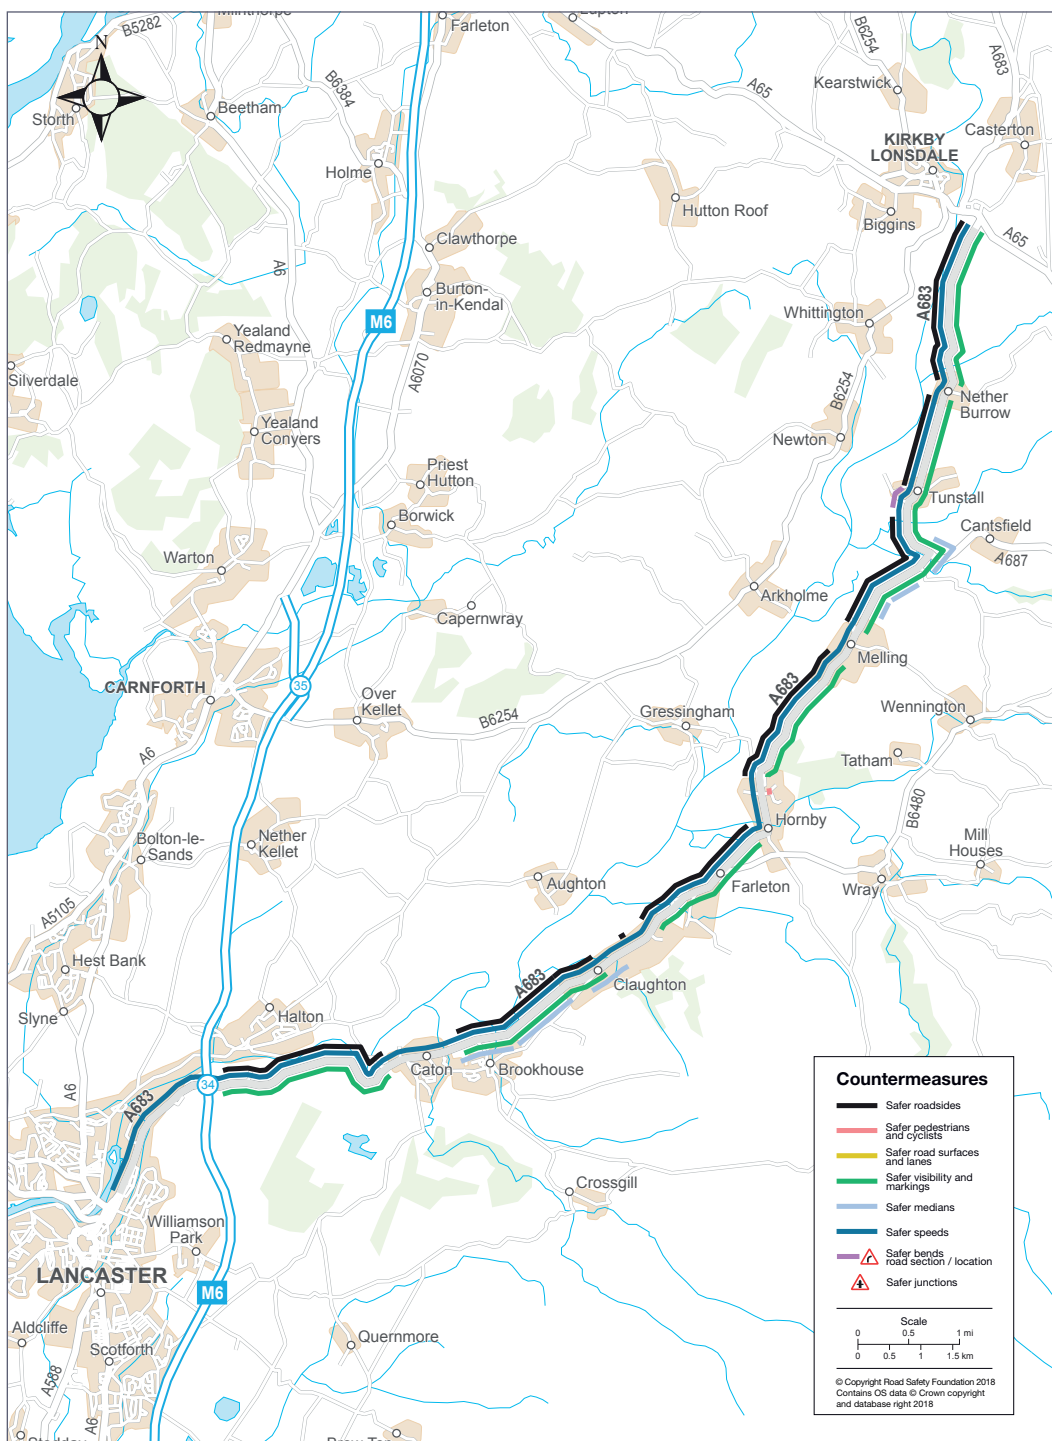 B5282
Milnthorpe
Farleton
Lupton
B6254
A683
N
Storth
Beetham
B6384
A65
Kearstwick
Casterton
KIRKBY
LONSDALE
Holme
Hutton Roof
Biggins
A65
Clawthorpe
A6
Burton-
in-Kendal
M6
A683
Whittington
Yealand
Redmayne
Silverdale
A6070
B6254
Nether
Burrow
Yealand
Conyers
Newton
Priest
Hutton
Tunstall
Borwick
Cantsfield
A687
Warton
Capernwray
Arkholme
Melling
35
CARNFORTH
Over
Kellet
A683
B6254
Gressingham
Wennington
A6
Tatham
B6480
Hornby
Bolton-le-
Sands
Nether
Kellet
Mill
Houses
Aughton
Farleton
Wray
A5105
Hest Bank
A683
Claughton
Slyne
Halton
Caton
Brookhouse
34
A6
A683
Crossgill
Williamson
Park
LANCASTER
M6
Aldcliffe
Quernmore
Scotforth
A588
A6
Countermeasures
Safer roadsides
Safer pedestrians
and cyclists
Safer road surfaces
and lanes
Safer visibility and
markings
Safer medians
Safer speeds
Safer bends
road section / location
Safer junctions
Scale
0 0.5 1 mi
0 0.5 1 1.5 km
© Copyright Road Safety Foundation 2018
Contains OS data © Crown copyright
and database right 2018